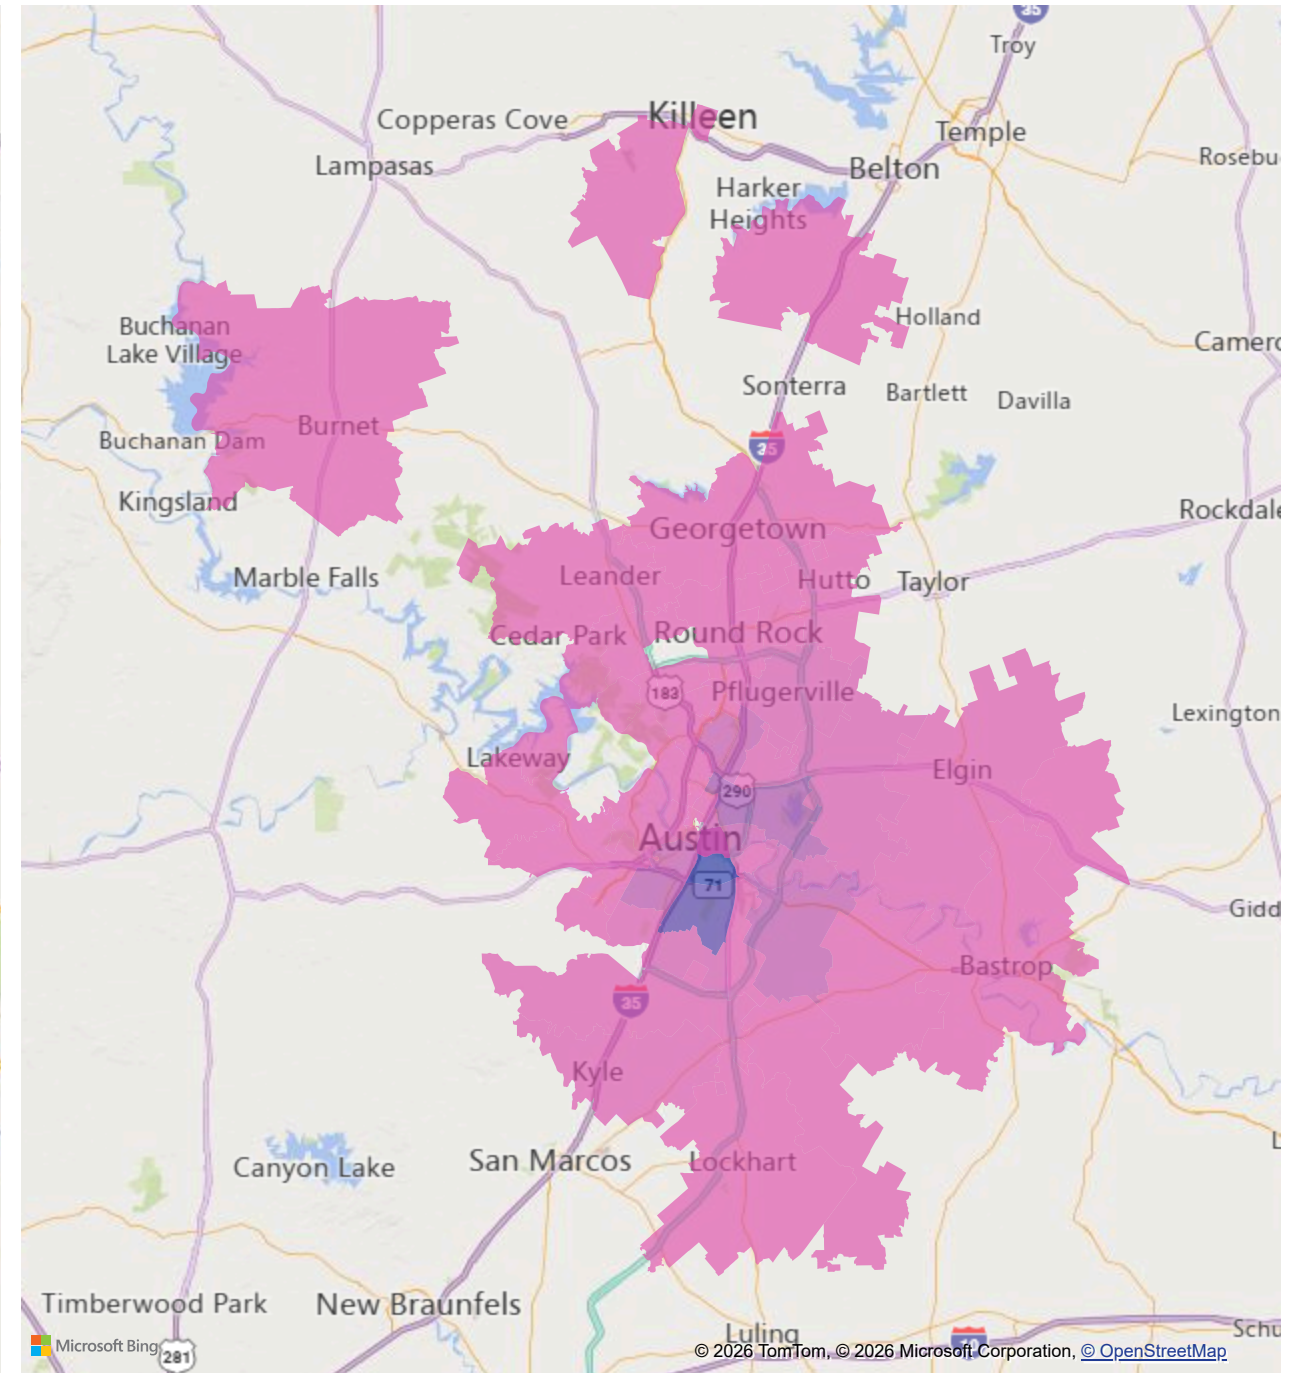 35
Troy
Killeen
Copperas Cove
Temple
Lampasas
Belton
Rosebu
Harker
Heights
Buchanan
Lake Village
Holland
Camerc
Sonterra
Bartlett
Davilla
Burnet
Buchanan Dam
35
Kingsland
Rockdale
Georgetown
Marble Falls
Leander
Hutto
Taylor
Cedar Park
Round Rock
183
Pflugerville
Lexington
Lakeway
Elgin
290
Austin
71
Gidd
Bastrop
35
Kyle
Canyon Lake
San Marcos
Lockhart
L
Timberwood Park
New Braunfels
Luling
Schu
10
Microsoft Bing
281
© 2026 TomTom, © 2026 Microsoft Corporation, © OpenStreetMap